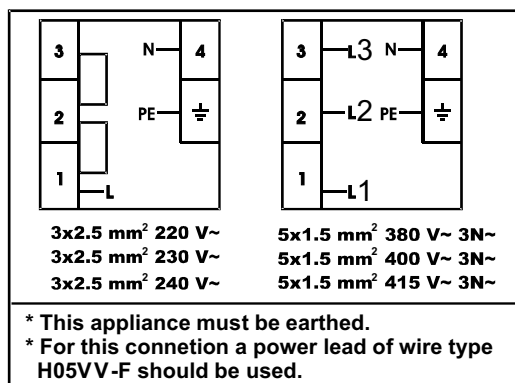 3 N 4
2 PE ⏚
1 L
3x2.5 mm² 220 V~
3x2.5 mm² 230 V~
3x2.5 mm² 240 V~
3 L3 N 4
2 L2 PE ⏚
1 L1
5x1.5 mm² 380 V~ 3N~
5x1.5 mm² 400 V~ 3N~
5x1.5 mm² 415 V~ 3N~
* This appliance must be earthed.
* For this connetion a power lead of wire type
H05VV-F should be used.